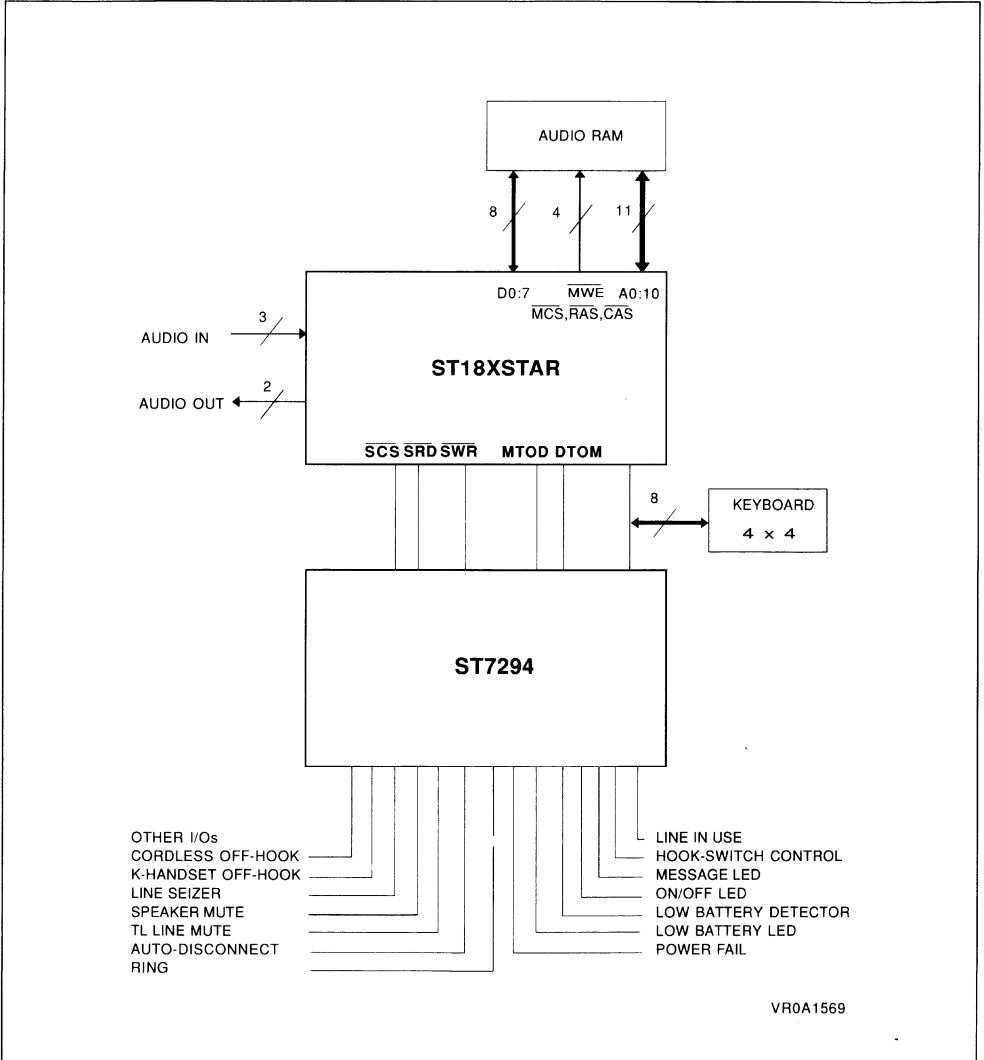 AUDIO RAM
8 4 11
D0:7 MWE A0:10
MCS,RAS,CAS
3
AUDIO IN
ST18XSTAR
2
AUDIO OUT
SCS SRD SWR MTOD DTOM
8
KEYBOARD
4 x 4
ST7294
OTHER I/Os
CORDLESS OFF-HOOK
K-HANDSET OFF-HOOK
LINE SEIZER
SPEAKER MUTE
TL LINE MUTE
AUTO-DISCONNECT
RING
LINE IN USE
HOOK-SWITCH CONTROL
MESSAGE LED
ON/OFF LED
LOW BATTERY DETECTOR
LOW BATTERY LED
POWER FAIL
VR0A1569